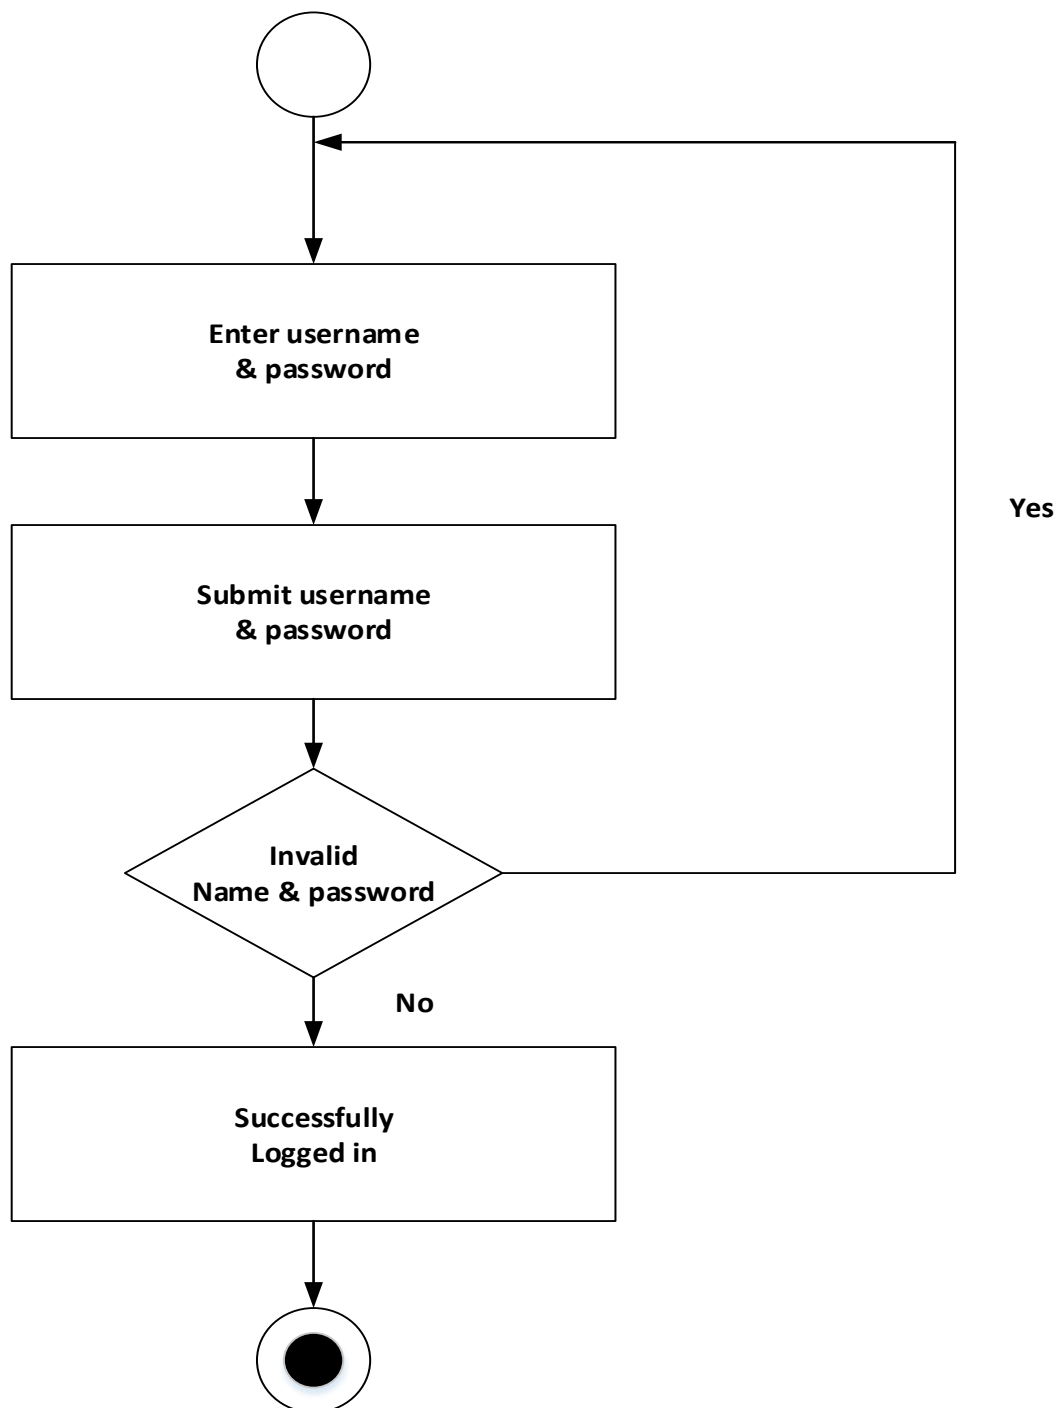 Enter username
& password
Yes
Submit username
& password
Invalid
Name & password
No
Successfully
Logged in